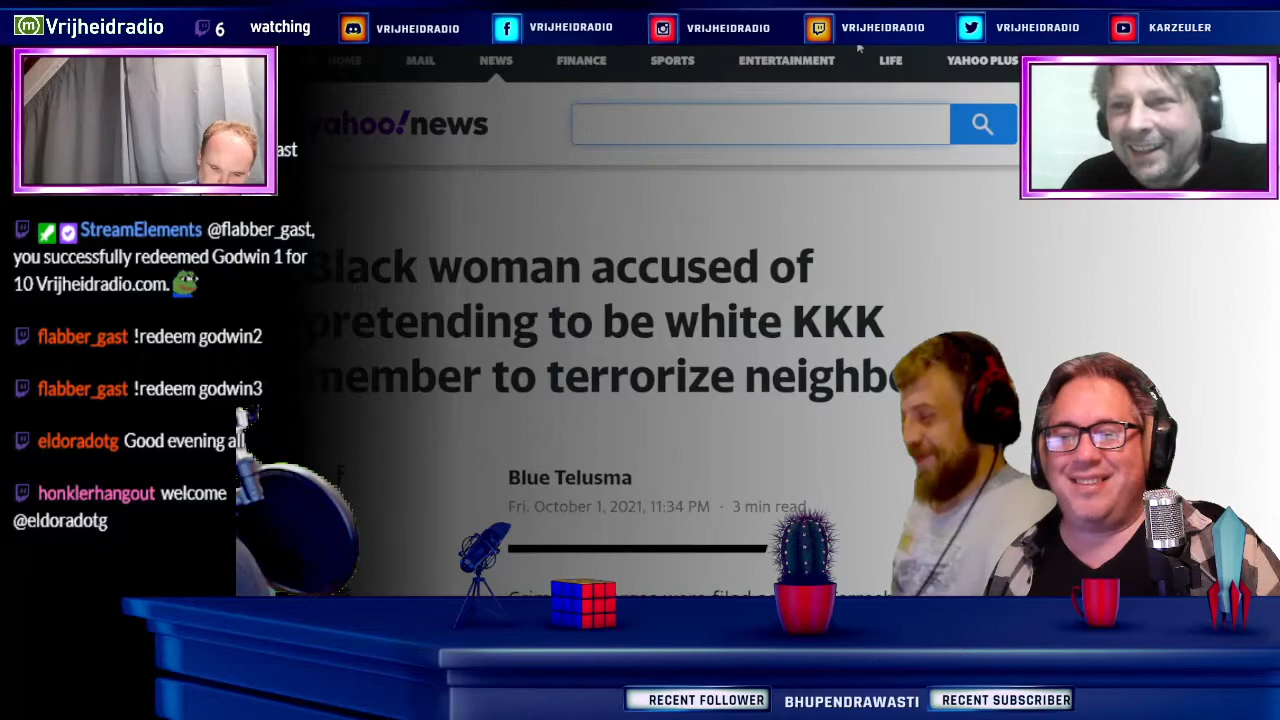 Vrijheidradio
6 watching
VRIJHEIDRADIO
VRIJHEIDRADIO
VRIJHEIDRADIO
VRIJHEIDRADIO
VRIJHEIDRADIO
KARZEULER
HOME MAIL NEWS FINANCE SPORTS ENTERTAINMENT LIFE YAHOO PLUS
yahoo!news
ast
StreamElements @flabber_gast,
you successfully redeemed Godwin 1 for
10 Vrijheidradio.com.
flabber_gast !redeem godwin2
flabber_gast !redeem godwin3
eldoradotg Good evening all
honklerhangout welcome
@eldoradotg
Black woman accused of
pretending to be white KKK
member to terrorize neighbo
Blue Telusma
Fri, October 1, 2021, 11:34 PM · 3 min read
RECENT FOLLOWER BHUPENDRAWASTI RECENT SUBSCRIBER